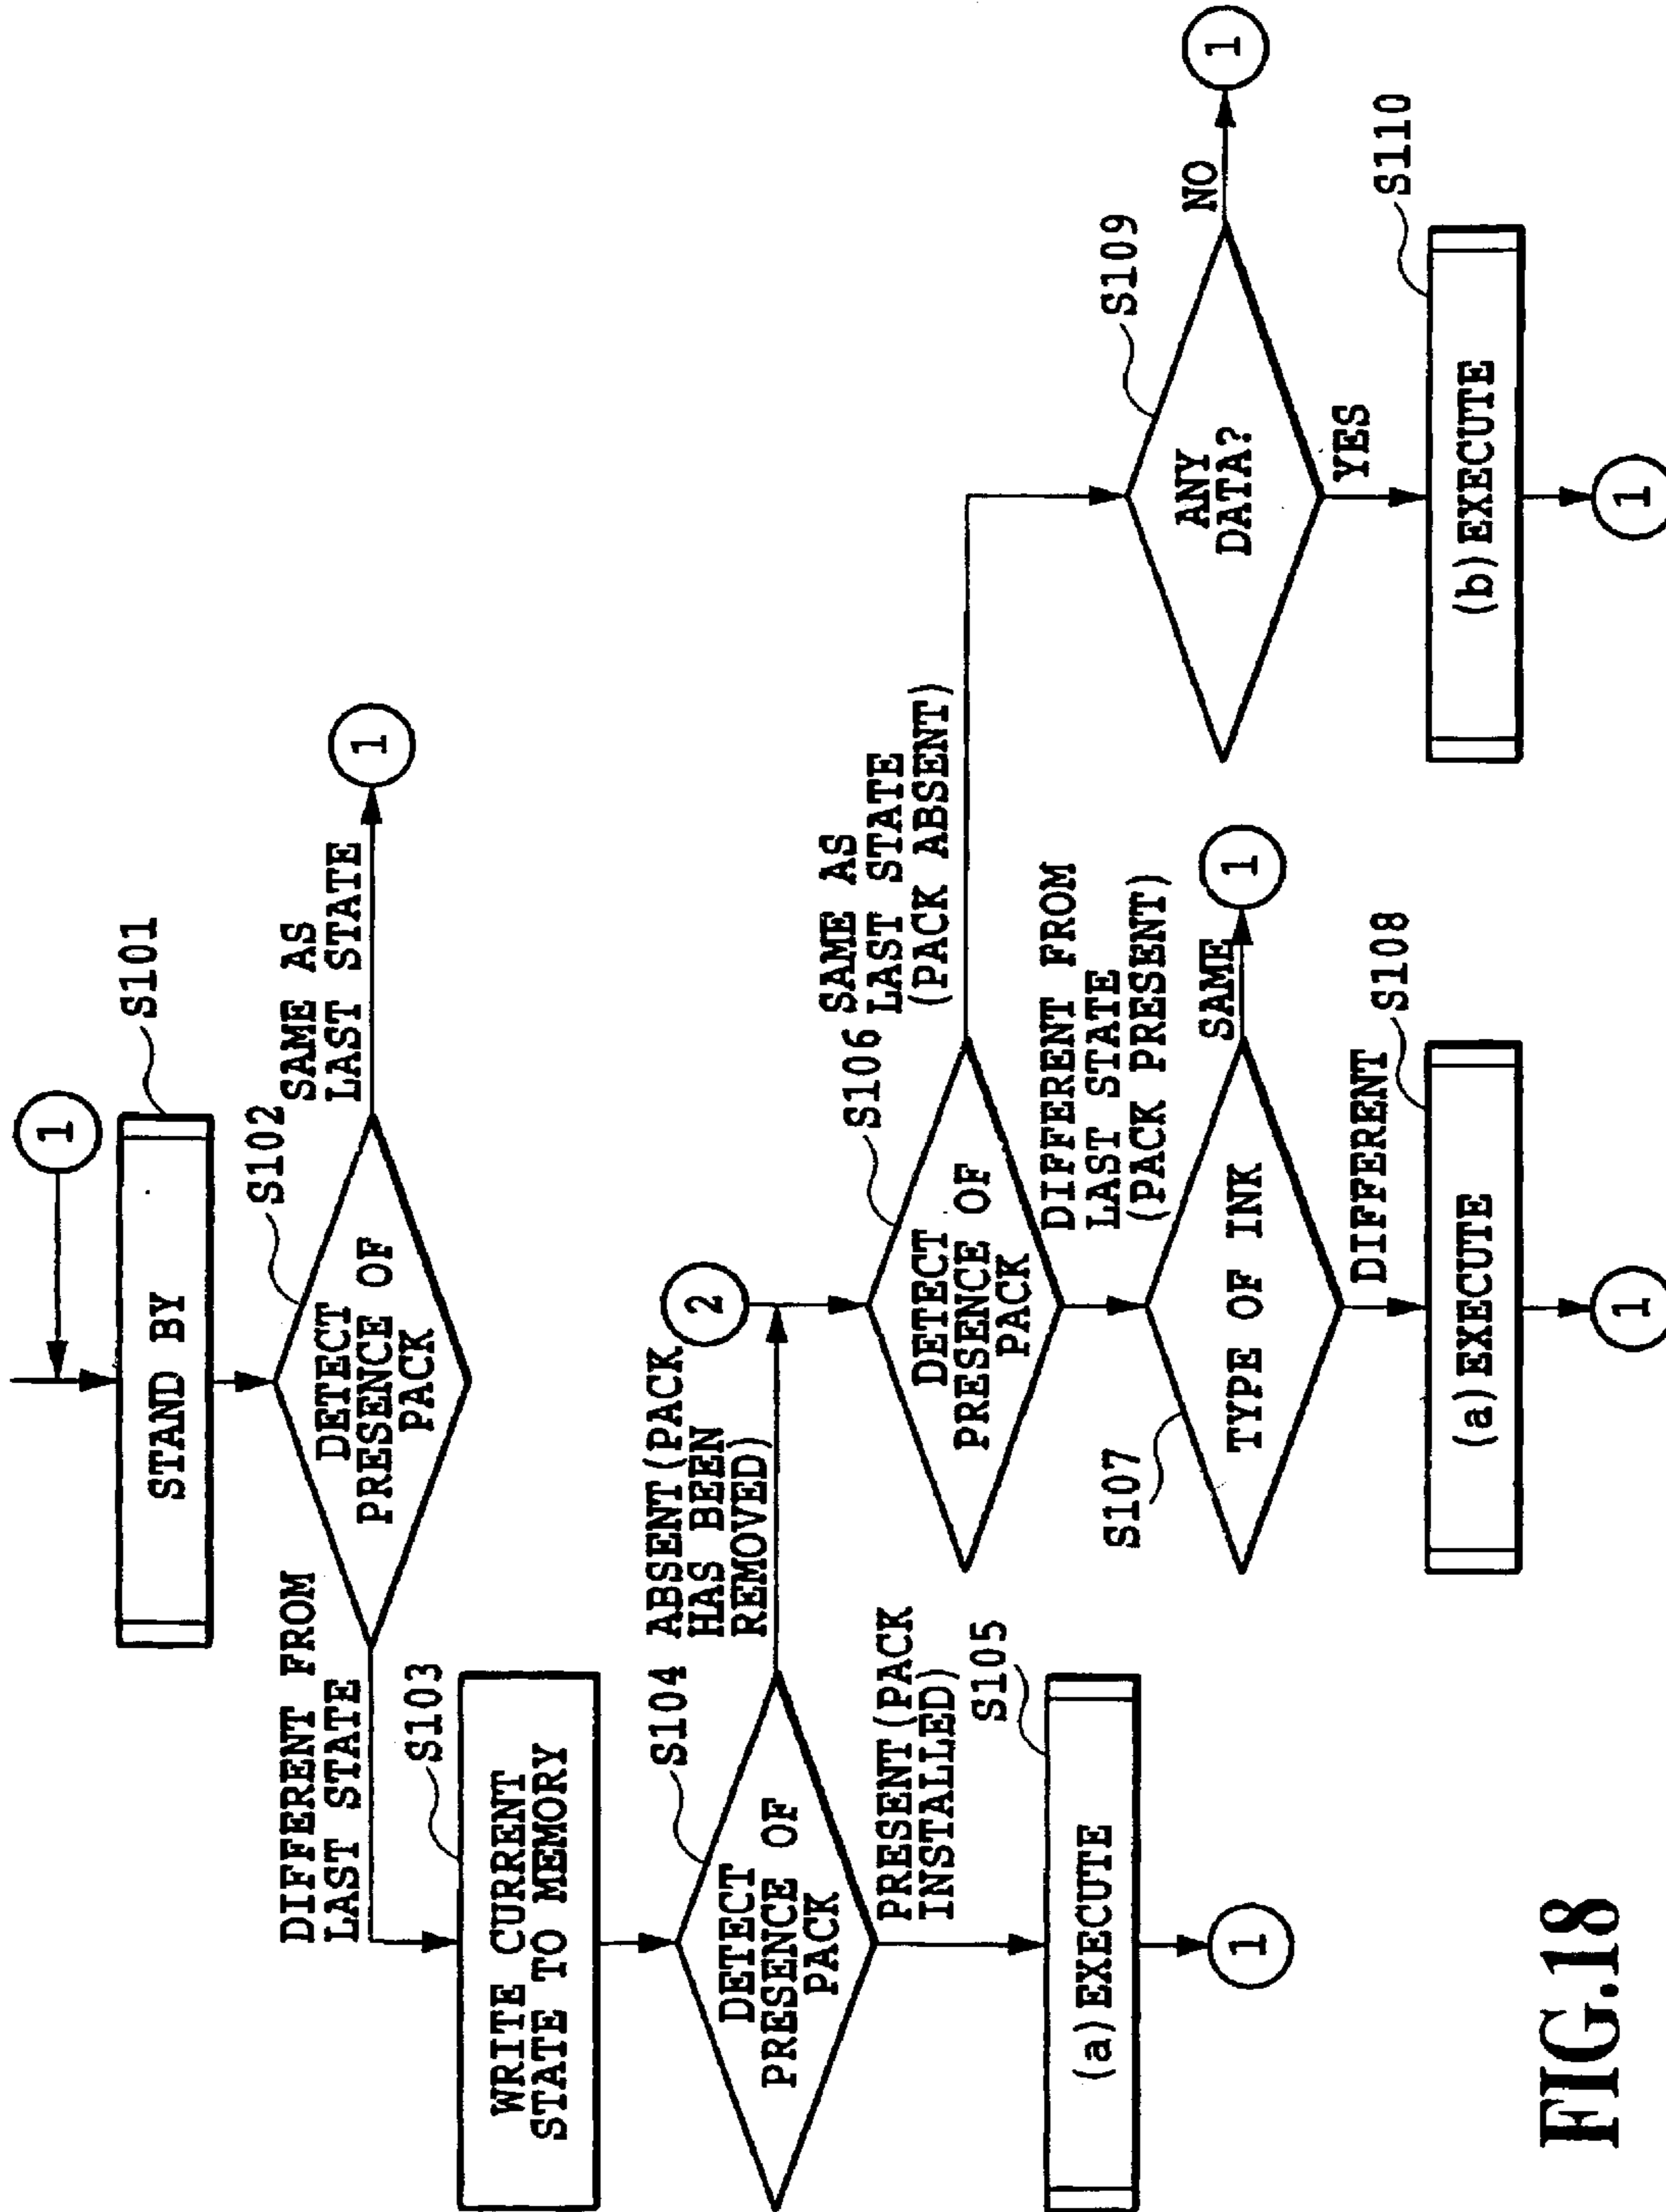 1
STAND BY
S101
DETECT
PRESENCE OF
PACK
S102
SAME AS
LAST STATE
1
DIFFERENT FROM
LAST STATE
WRITE CURRENT
STATE TO MEMORY
S103
DETECT
PRESENCE OF
PACK
S104
ABSENT(PACK
HAS BEEN
REMOVED)
PRESENT(PACK
INSTALLED)
(a)EXECUTE
S105
1
2
DETECT
PRESENCE OF
PACK
S106
SAME AS
LAST STATE
(PACK ABSENT)
DIFFERENT FROM
LAST STATE
(PACK PRESENT)
TYPE OF INK
S107
SAME
1
DIFFERENT
(a)EXECUTE
S108
1
ANY
DATA?
S109
NO
1
YES
(b)EXECUTE
S110
1
FIG.18